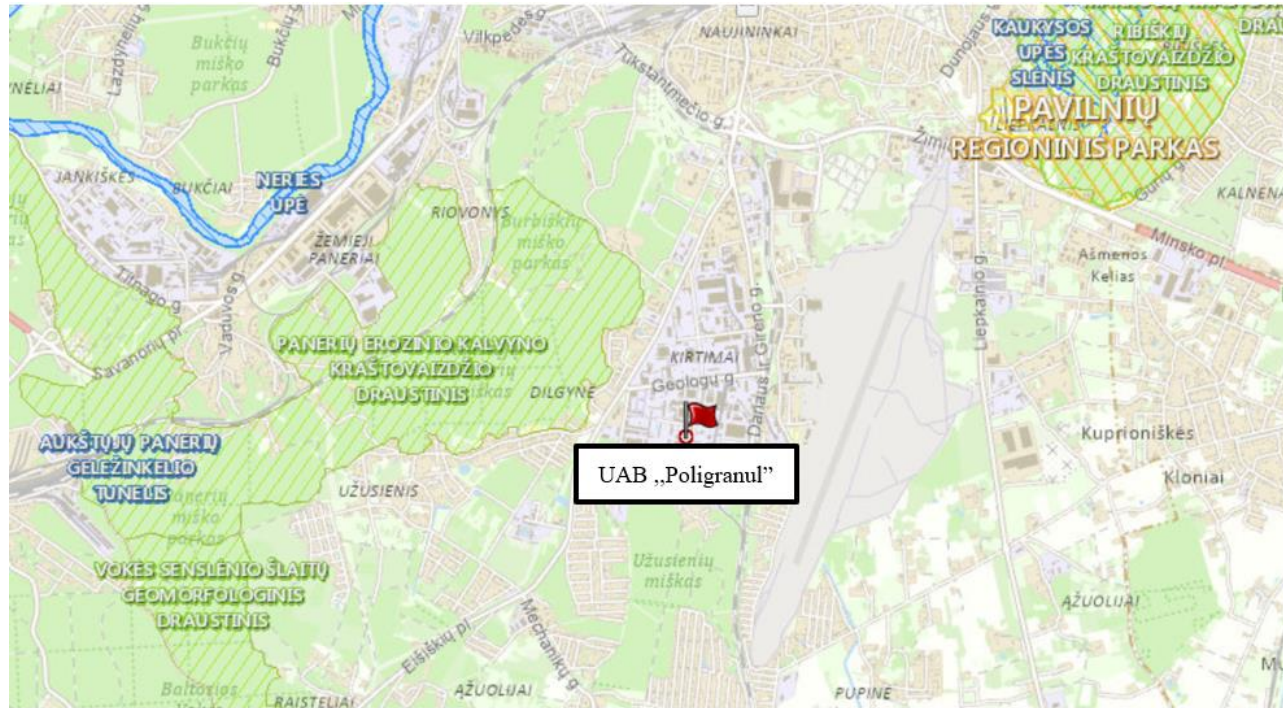 Lazdynėlių g.
Bukčių
miško
parkas
Bukčių g.
Vilkpėdės g.
NAUJININKAI
Tūkstantmečio g.
Dunojaus g.
KAUKYSOS
UPĖS
SLĖNIS
RIBIŠKIŲ
KRAŠTOVAIZDŽIO
DRAUSTINIS
PAVILNIŲ
REGIONINIS PARKAS
JANKIŠKĖS
BUKČIAI
NERIES
UPĖ
RIOVONYS
Burbiškių
miško
parkas
ŽEMIEJI
PANERIAI
Titnago g.
Vaduvos g.
Savanorių pr.
Gurių g.
Minsko pl.
Ašmenos
Kelias
Liepkalnio g.
PANERIŲ EROZINIO KALVYNO
KRAŠTOVAIZDŽIO
DRAUSTINIS
DILGYNĖ
KIRTIMAI
Geologų g.
Dariaus ir Girėno g.
UAB „Poligranul”
AUKŠTŲJŲ PANERIŲ
GELEŽINKELIO
TUNELIS
UŽUSIENIS
Kuprioniškės
Kloniai
VOKĖS SENSLĖNIO ŠLAITŲ
GEOMORFOLOGINIS
DRAUSTINIS
Užusienių
miškas
Eišiškių pl.
Mechanikų g.
ĄŽUOLIJAI
Baltosios
RAISTELIAI
ĄŽUOLIJAI
PUPINĖ